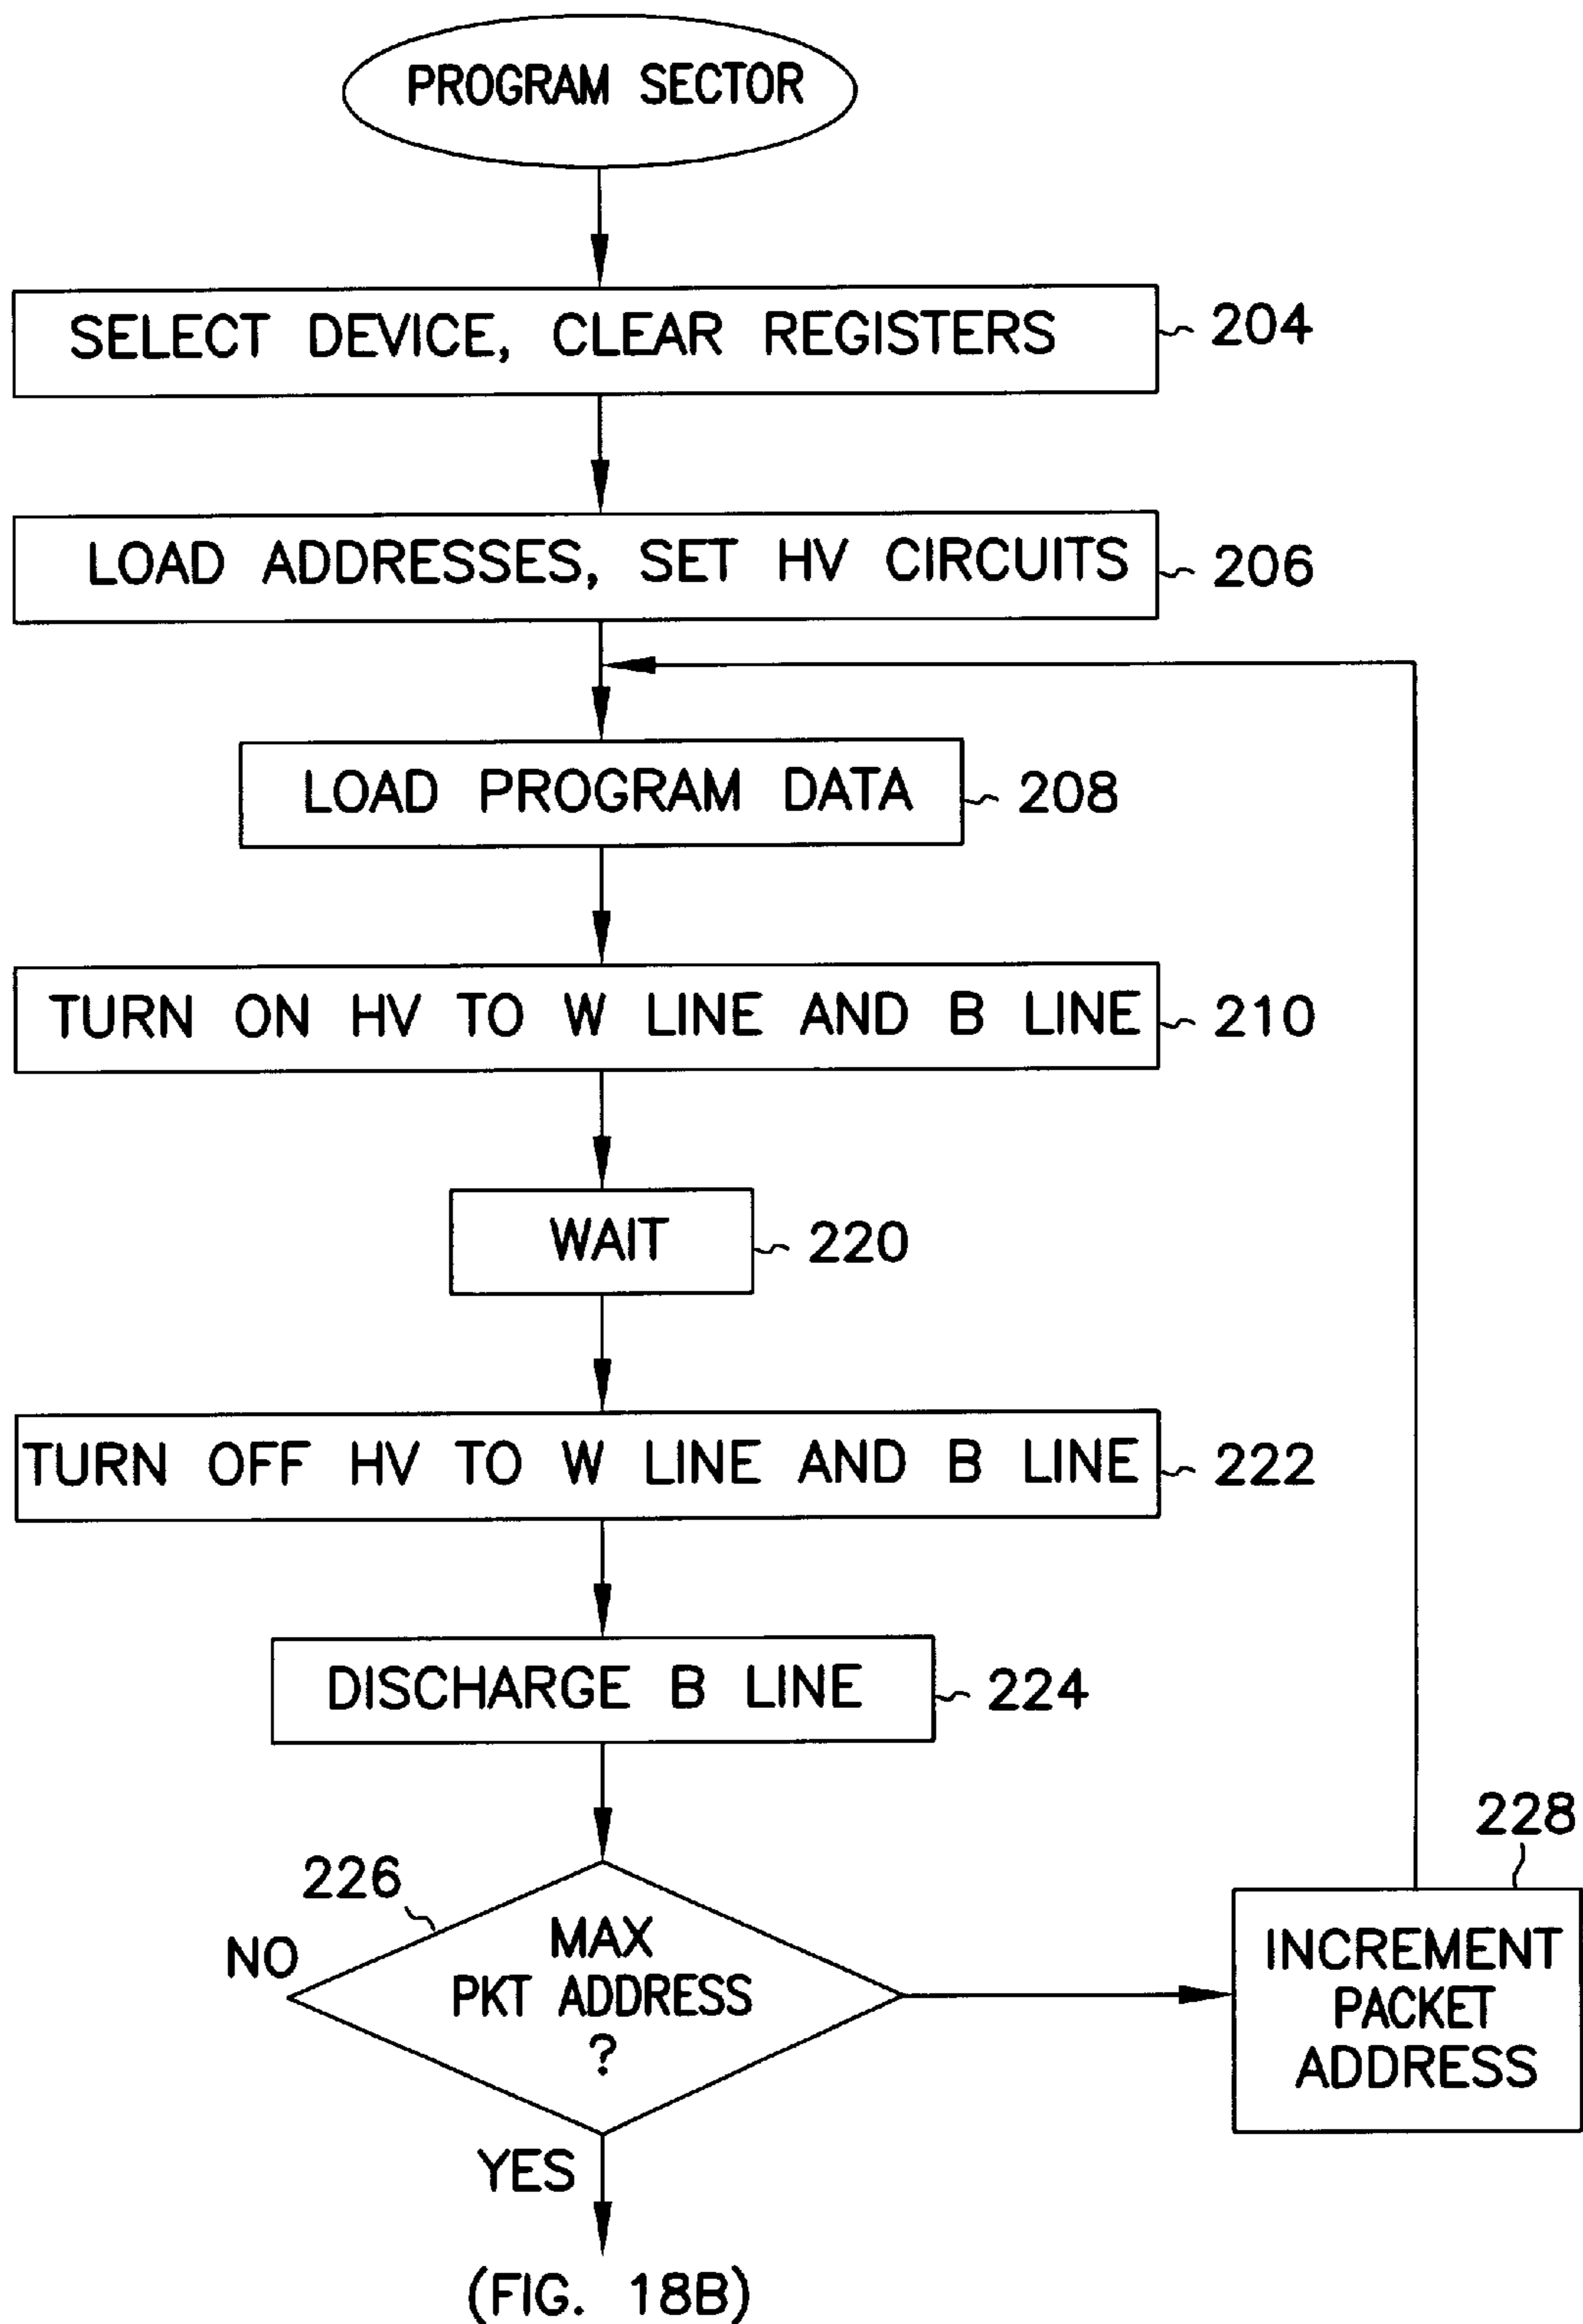 PROGRAM SECTOR
SELECT DEVICE, CLEAR REGISTERS
204
LOAD ADDRESSES, SET HV CIRCUITS
206
LOAD PROGRAM DATA
208
TURN ON HV TO W LINE AND B LINE
210
WAIT
220
TURN OFF HV TO W LINE AND B LINE
222
DISCHARGE B LINE
224
226
NO
MAX
PKT ADDRESS
?
228
INCREMENT
PACKET
ADDRESS
YES
(FIG. 18B)